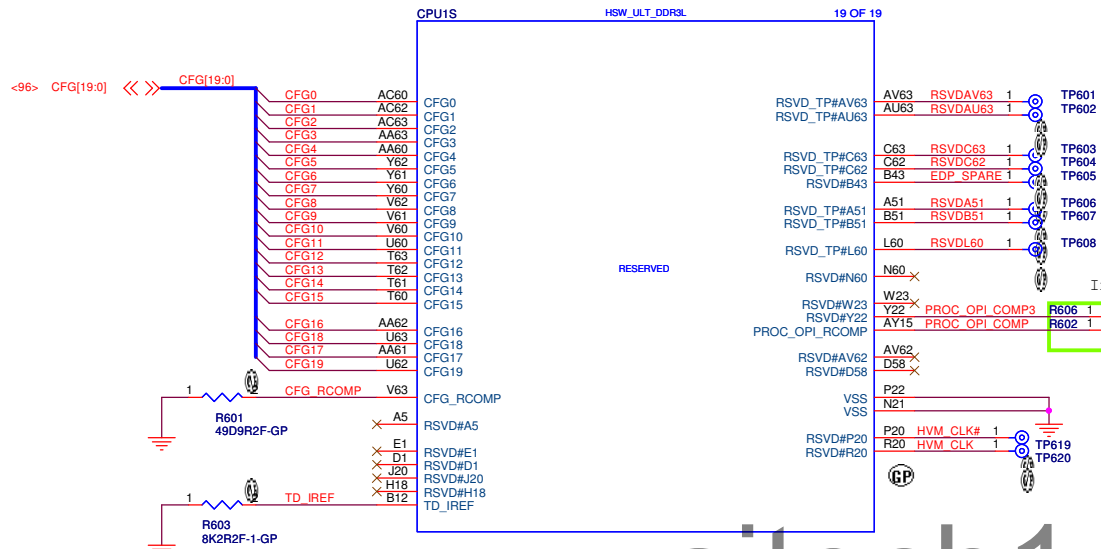 CPU1S HSW_ULT_DDR3L 19 OF 19
<96> CFG[19:0] CFG[19:0]
CFG0 AC60 CFG0
CFG1 AC62 CFG1
CFG2 AC63 CFG2
CFG3 AA63 CFG3
CFG4 AA60 CFG4
CFG5 Y62 CFG5
CFG6 Y61 CFG6
CFG7 Y60 CFG7
CFG8 V62 CFG8
CFG9 V61 CFG9
CFG10 V60 CFG10
CFG11 U60 CFG11
CFG12 T63 CFG12
CFG13 T62 CFG13
CFG14 T61 CFG14
CFG15 T60 CFG15
CFG16 AA62 CFG16
CFG18 U63 CFG18
CFG17 AA61 CFG17
CFG19 U62 CFG19
1 2 CFG_RCOMP V63 CFG_RCOMP
R601
49D9R2F-GP
A5 RSVD#A5
E1 RSVD#E1
D1 RSVD#D1
J20 RSVD#J20
H18 RSVD#H18
1 2 TD_IREF B12 TD_IREF
R603
8K2R2F-1-GP
RESERVED
RSVD_TP#AV63 AV63 RSVDAV63 1 TP601
RSVD_TP#AU63 AU63 RSVDAU63 1 TP602
RSVD_TP#C63 C63 RSVDC63 1 TP603
RSVD_TP#C62 C62 RSVDC62 1 TP604
RSVD#B43 B43 EDP_SPARE 1 TP605
RSVD_TP#A51 A51 RSVDA51 1 TP606
RSVD_TP#B51 B51 RSVDB51 1 TP607
RSVD_TP#L60 L60 RSVDL60 1 TP608
RSVD#N60 N60
RSVD#W23 W23
RSVD#Y22 Y22 PROC_OPI_COMP3 R606 1
PROC_OPI_RCOMP AY15 PROC_OPI_COMP R602 1
RSVD#AV62 AV62
RSVD#D58 D58
VSS P22
VSS N21
RSVD#P20 P20 HVM_CLK# 1 TP619
RSVD#R20 R20 HVM_CLK 1 TP620
GP